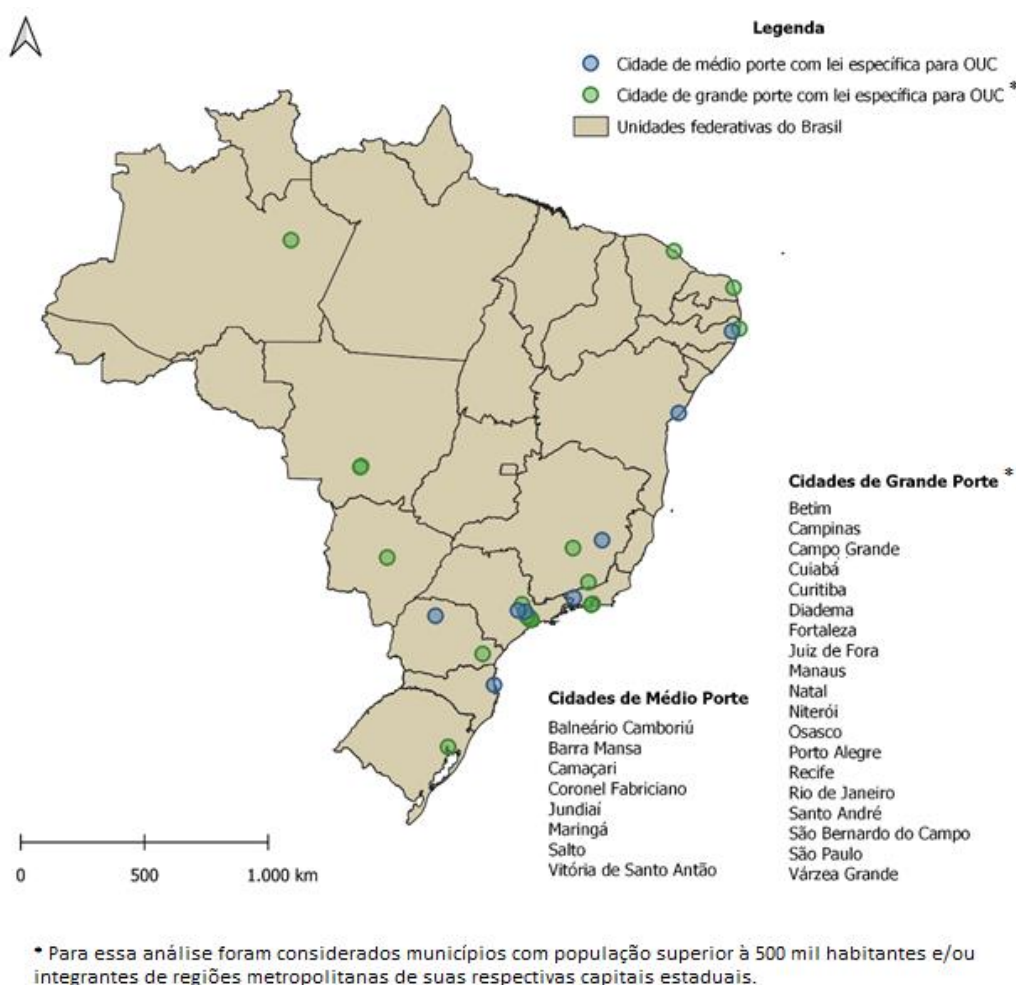 Legenda
Cidade de médio porte com lei específica para OUC
Cidade de grande porte com lei específica para OUC *
Unidades federativas do Brasil
Cidades de Grande Porte *
Betim
Campinas
Campo Grande
Cuiabá
Curitiba
Diadema
Fortaleza
Juiz de Fora
Manaus
Natal
Niterói
Osasco
Porto Alegre
Recife
Rio de Janeiro
Santo André
São Bernardo do Campo
São Paulo
Várzea Grande
Cidades de Médio Porte
Balneário Camboriú
Barra Mansa
Camaçari
Coronel Fabriciano
Jundiaí
Maringá
Salto
Vitória de Santo Antão
0 500 1.000 km
* Para essa análise foram considerados municípios com população superior à 500 mil habitantes e/ou
integrantes de regiões metropolitanas de suas respectivas capitais estaduais.